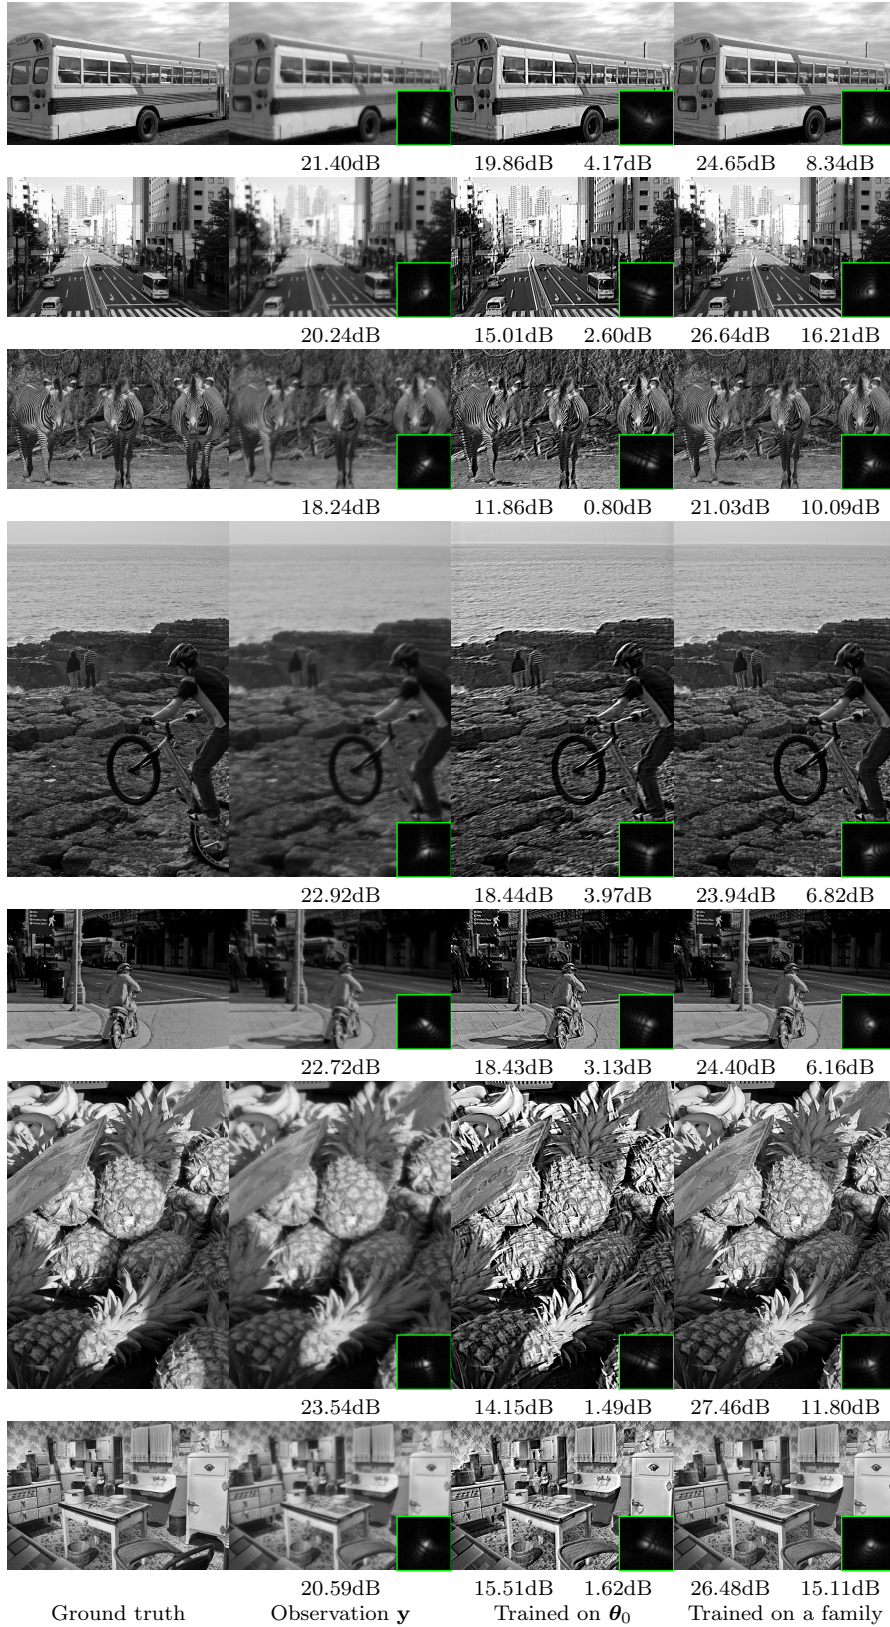 21.40dB 19.86dB 4.17dB 24.65dB 8.34dB
20.24dB 15.01dB 2.60dB 26.64dB 16.21dB
18.24dB 11.86dB 0.80dB 21.03dB 10.09dB
22.92dB 18.44dB 3.97dB 23.94dB 6.82dB
22.72dB 18.43dB 3.13dB 24.40dB 6.16dB
23.54dB 14.15dB 1.49dB 27.46dB 11.80dB
20.59dB 15.51dB 1.62dB 26.48dB 15.11dB
Ground truth Observation y Trained on θ₀ Trained on a family